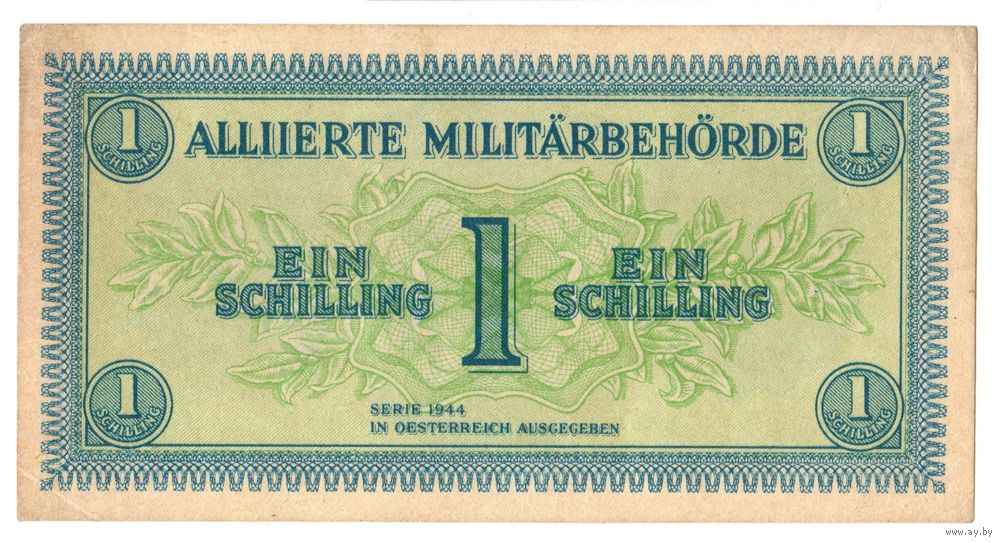 1
SCHILLING
1
SCHILLING
ALLIIERTE MILITÄRBEHÖRDE
EIN
SCHILLING
1
EIN
SCHILLING
SERIE 1944
IN OESTERREICH AUSGEGEBEN
1
SCHILLING
1
SCHILLING
www.ay.by